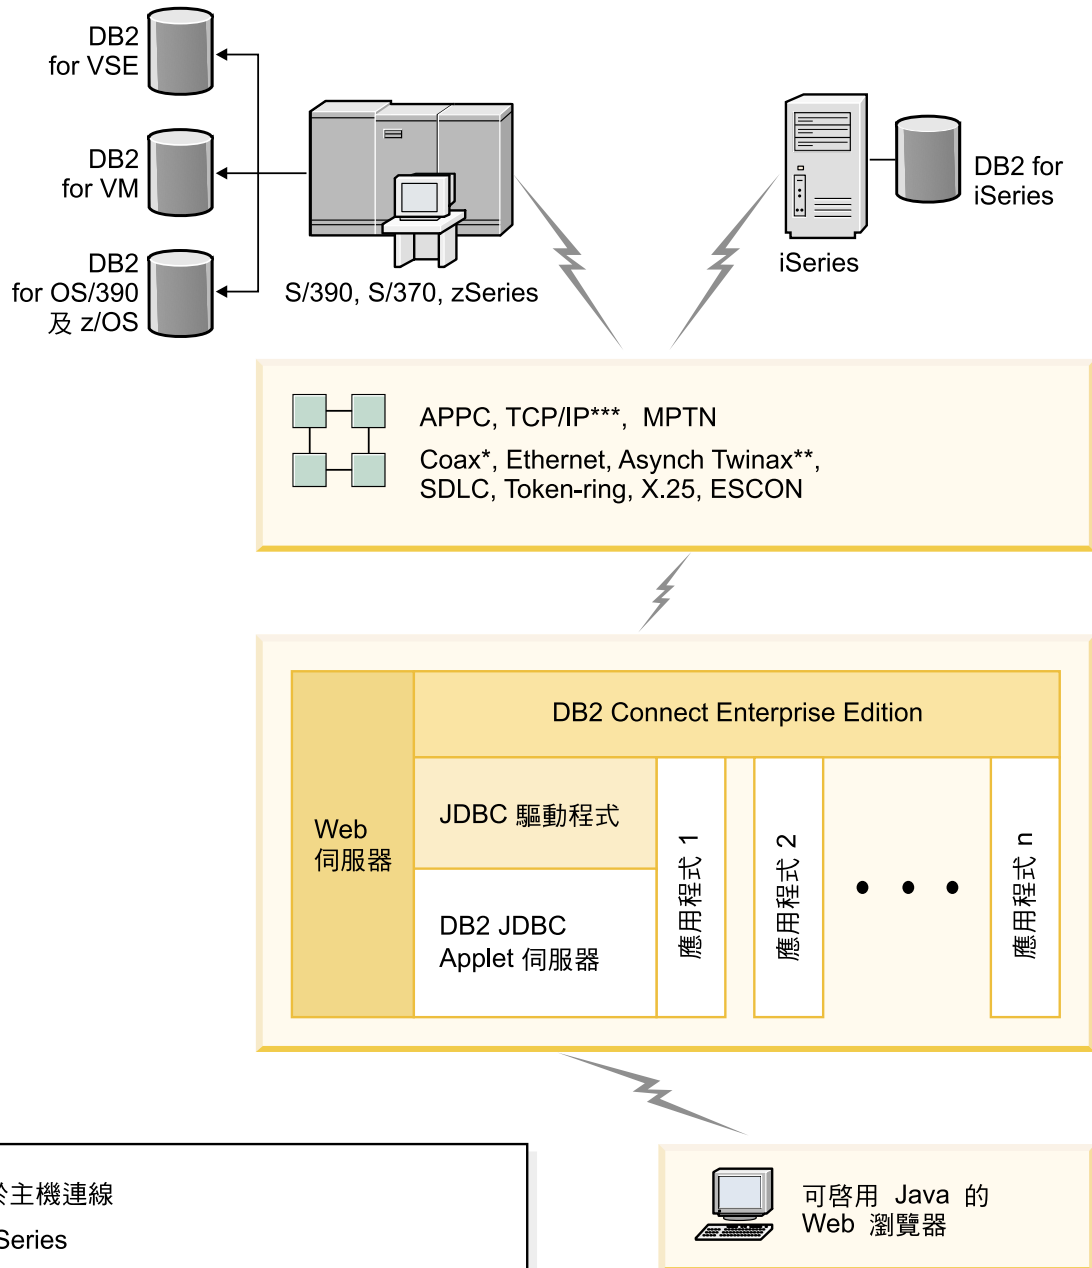 DB2
for VSE
DB2
for VM
DB2
for OS/390
及 z/OS
S/390, S/370, zSeries
iSeries
DB2 for
iSeries
APPC, TCP/IP***, MPTN
Coax*, Ethernet, Asynch Twinax**,
SDLC, Token-ring, X.25, ESCON
DB2 Connect Enterprise Edition
Web
伺服器
JDBC 驅動程式
DB2 JDBC
Applet 伺服器
應用程式 1
應用程式 2
應用程式 n
主機連線
Series
可啓用 Java 的
Web 瀏覽器